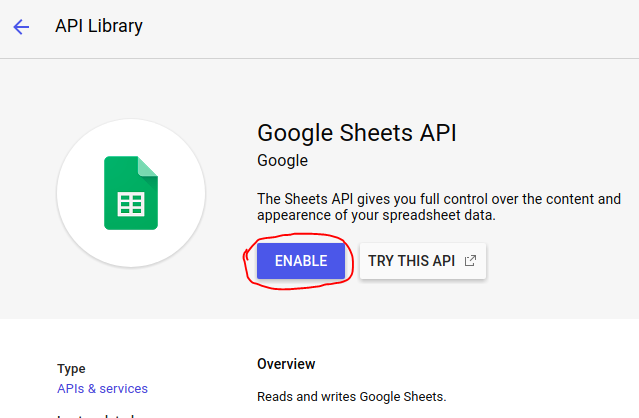 API Library
Google Sheets API
Google
The Sheets API gives you full control over the content and
appearence of your spreadsheet data.
ENABLE
TRY THIS API
Type
APIs & services
Overview
Reads and writes Google Sheets.